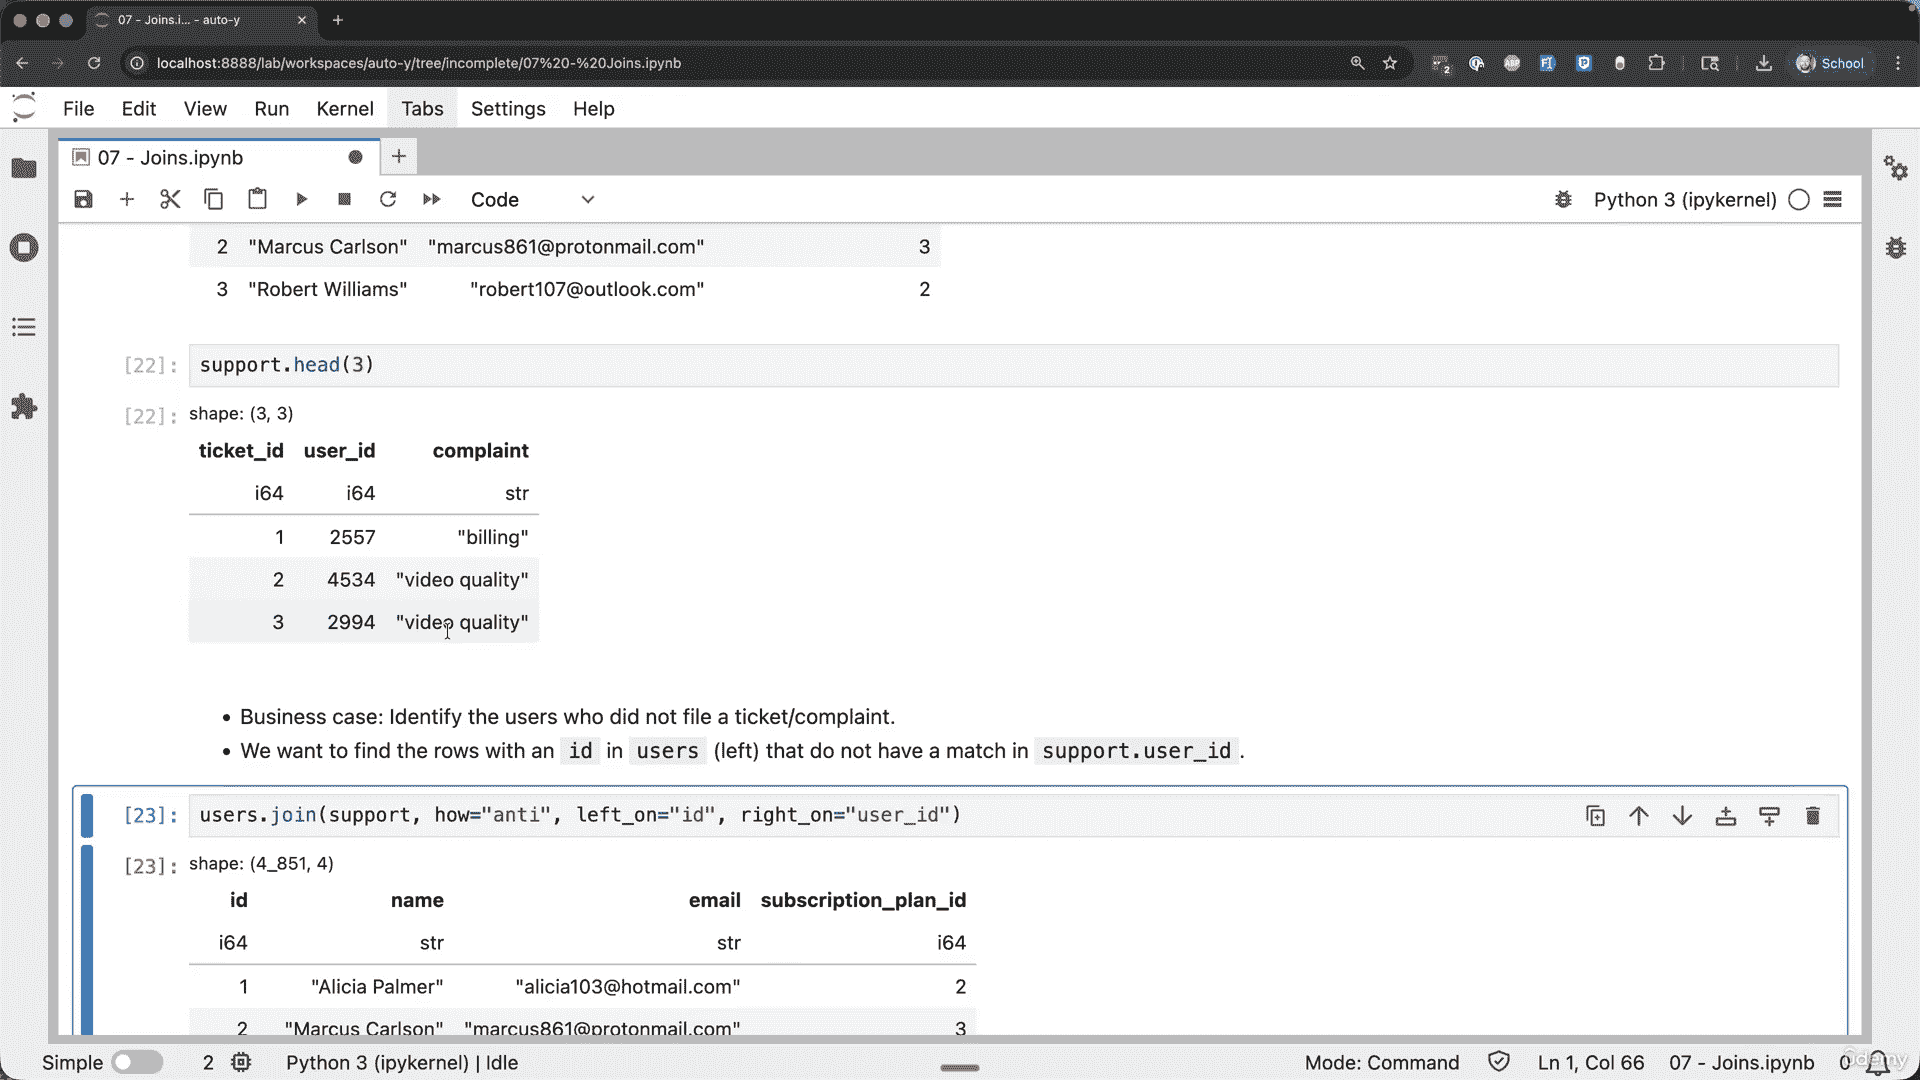 07 - Joins.i... - auto-y
localhost:8888/lab/workspaces/auto-y/tree/incomplete/07%20-%20Joins.ipynb
2
ABP
School
File Edit View Run Kernel Tabs Settings Help
07 - Joins.ipynb
Code
Python 3 (ipykernel)
2 "Marcus Carlson" "marcus861@protonmail.com" 3
3 "Robert Williams" "robert107@outlook.com" 2
[22]: support.head(3)
[22]: shape: (3, 3)
ticket_id user_id complaint
i64 i64 str
1 2557 "billing"
2 4534 "video quality"
3 2994 "video quality"
• Business case: Identify the users who did not file a ticket/complaint.
• We want to find the rows with an id in users (left) that do not have a match in support.user_id.
[23]: users.join(support, how="anti", left_on="id", right_on="user_id")
[23]: shape: (4_851, 4)
id name email subscription_plan_id
i64 str str i64
1 "Alicia Palmer" "alicia103@hotmail.com" 2
2 "Marcus Carlson" "marcus861@protonmail.com" 3
Simple 2 Python 3 (ipykernel) | Idle Mode: Command Ln 1, Col 66 07 - Joins.ipynb 0
Udemy